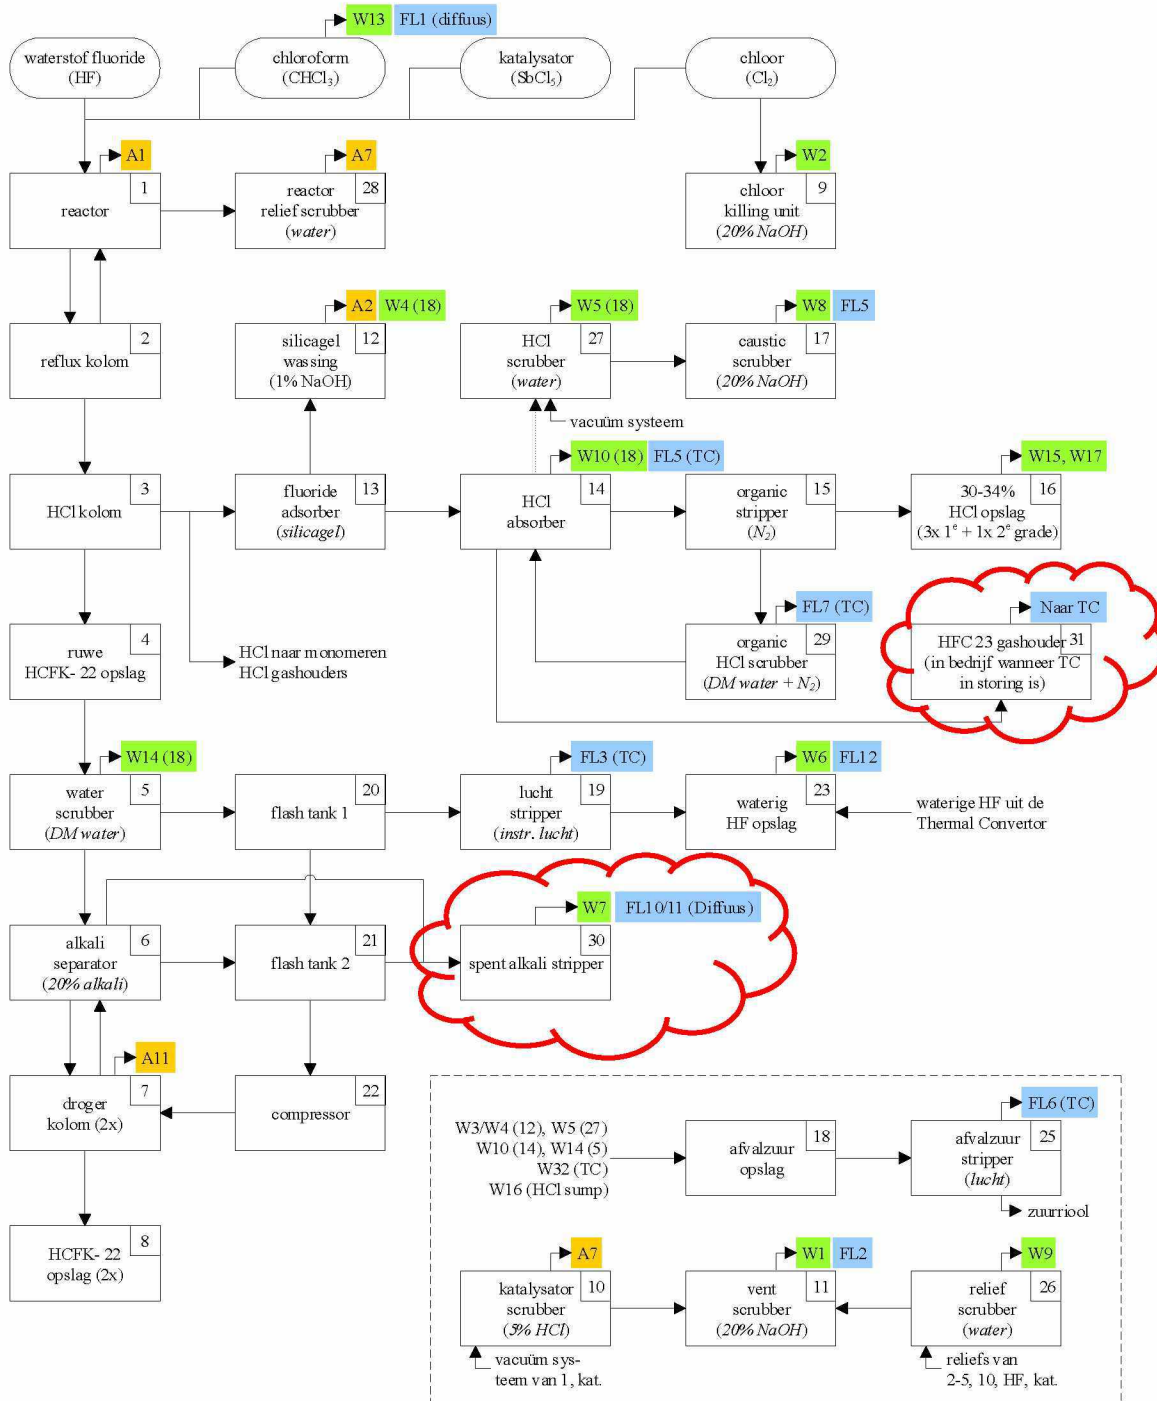 W13 FL1 (diffuus)
waterstof fluoride
(HF)
chloroform
(CHCl₃)
katalysator
(SbCl₅)
chloor
(Cl₂)
A1
1
reactor
A7
28
reactor
relief scrubber
(water)
W2
9
chloor
killing unit
(20% NaOH)
2
reflux kolom
A2 W4 (18)
12
silicagel
wassing
(1% NaOH)
W5 (18)
27
HCl
scrubber
(water)
W8 FL5
17
caustic
scrubber
(20% NaOH)
vacuüm systeem
3
HCl kolom
13
fluoride
adsorber
(silicagel)
W10 (18) FL5 (TC)
14
HCl
absorber
15
organic
stripper
(N₂)
W15, W17
16
30-34%
HCl opslag
(3x 1ᵉ + 1x 2ᵉ grade)
4
ruwe
HCFK- 22 opslag
HCl naar monomeren
HCl gashouders
FL7 (TC)
29
organic
HCl scrubber
(DM water + N₂)
Naar TC
31
HFC 23 gashouder
(in bedrijf wanneer TC
in storing is)
W14 (18)
5
water
scrubber
(DM water)
20
flash tank 1
FL3 (TC)
19
lucht
stripper
(instr. lucht)
W6 FL12
23
waterig
HF opslag
waterige HF uit de
Thermal Convertor
6
alkali
separator
(20% alkali)
21
flash tank 2
W7 FL10/11 (Diffuus)
30
spent alkali stripper
A11
7
droger
kolom (2x)
22
compressor
8
HCFK- 22
opslag (2x)
W3/W4 (12), W5 (27)
W10 (14), W14 (5)
W32 (TC)
W16 (HCl sump)
18
afvalzuur
opslag
FL6 (TC)
25
afvalzuur
stripper
(lucht)
zuurriool
A7
10
katalysator
scrubber
(5% HCl)
vacuüm sys-
teem van 1, kat.
W1 FL2
11
vent
scrubber
(20% NaOH)
W9
26
relief
scrubber
(water)
reliefs van
2-5, 10, HF, kat.